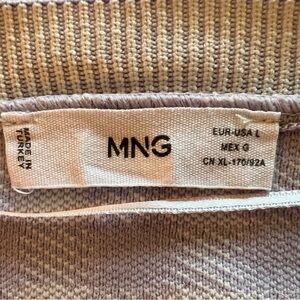 MADE IN
TURKEY
MNG
EUR-USA L
MEX G
CN XL-170/92A